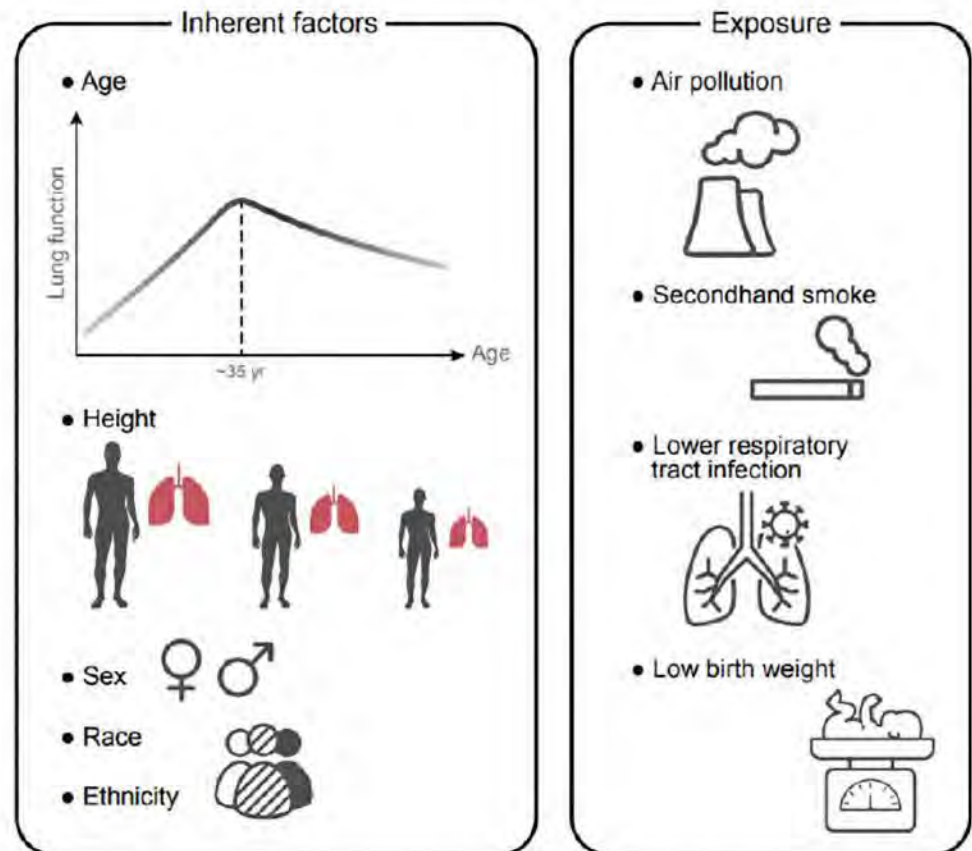 Inherent factors
• Age
Lung function
Age
~35 yr
• Height
• Sex
• Race
• Ethnicity
Exposure
• Air pollution
• Secondhand smoke
• Lower respiratory
tract infection
• Low birth weight